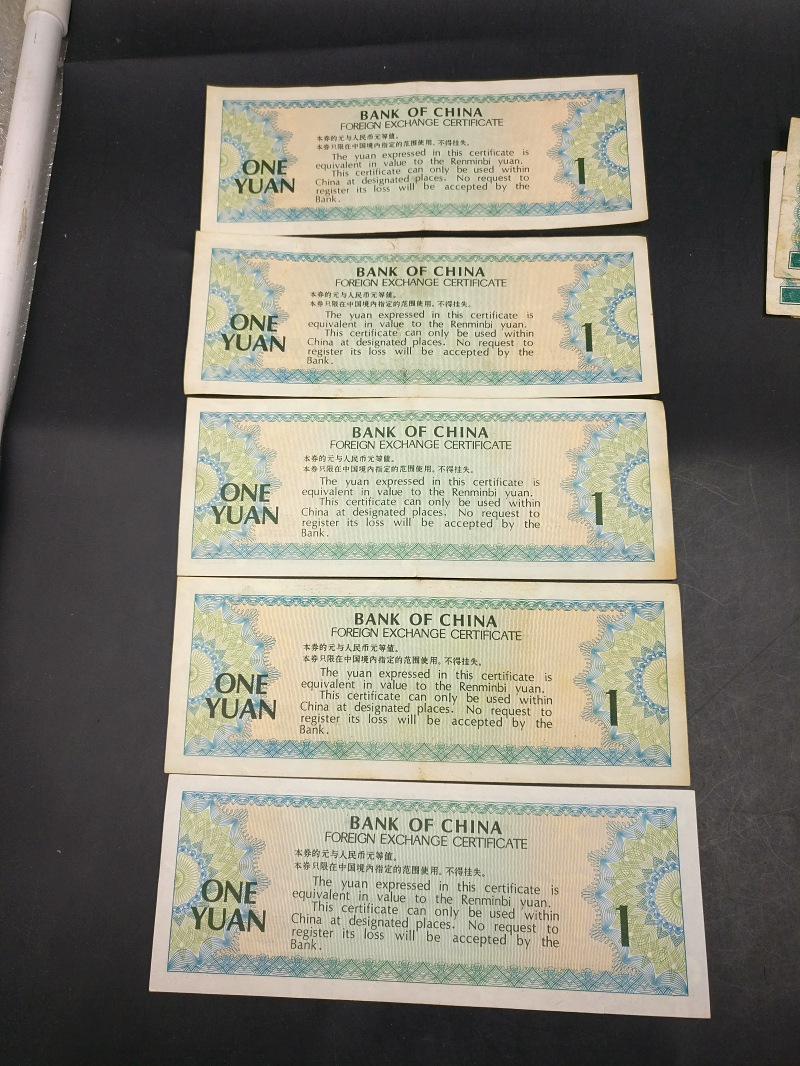 BANK OF CHINA
FOREIGN EXCHANGE CERTIFICATE
本券的元与人民币元等值。
本券只限在中国境内指定的范围使用，不得挂失。
The yuan expressed in this certificate is
equivalent in value to the Renminbi yuan.
This certificate can only be used within
China at designated places. No request to
register its loss will be accepted by the
Bank.
ONE
YUAN
1
BANK OF CHINA
FOREIGN EXCHANGE CERTIFICATE
本券的元与人民币元等值。
本券只限在中国境内指定的范围使用，不得挂失。
The yuan expressed in this certificate is
equivalent in value to the Renminbi yuan.
This certificate can only be used within
China at designated places. No request to
register its loss will be accepted by the
Bank.
ONE
YUAN
1
BANK OF CHINA
FOREIGN EXCHANGE CERTIFICATE
本券的元与人民币元等值。
本券只限在中国境内指定的范围使用，不得挂失。
The yuan expressed in this certificate is
equivalent in value to the Renminbi yuan.
This certificate can only be used within
China at designated places. No request to
register its loss will be accepted by the
Bank.
ONE
YUAN
1
BANK OF CHINA
FOREIGN EXCHANGE CERTIFICATE
本券的元与人民币元等值。
本券只限在中国境内指定的范围使用，不得挂失。
The yuan expressed in this certificate is
equivalent in value to the Renminbi yuan.
This certificate can only be used within
China at designated places. No request to
register its loss will be accepted by the
Bank.
ONE
YUAN
1
BANK OF CHINA
FOREIGN EXCHANGE CERTIFICATE
本券的元与人民币元等值。
本券只限在中国境内指定的范围使用，不得挂失。
The yuan expressed in this certificate is
equivalent in value to the Renminbi yuan.
This certificate can only be used within
China at designated places. No request to
register its loss will be accepted by the
Bank.
ONE
YUAN
1